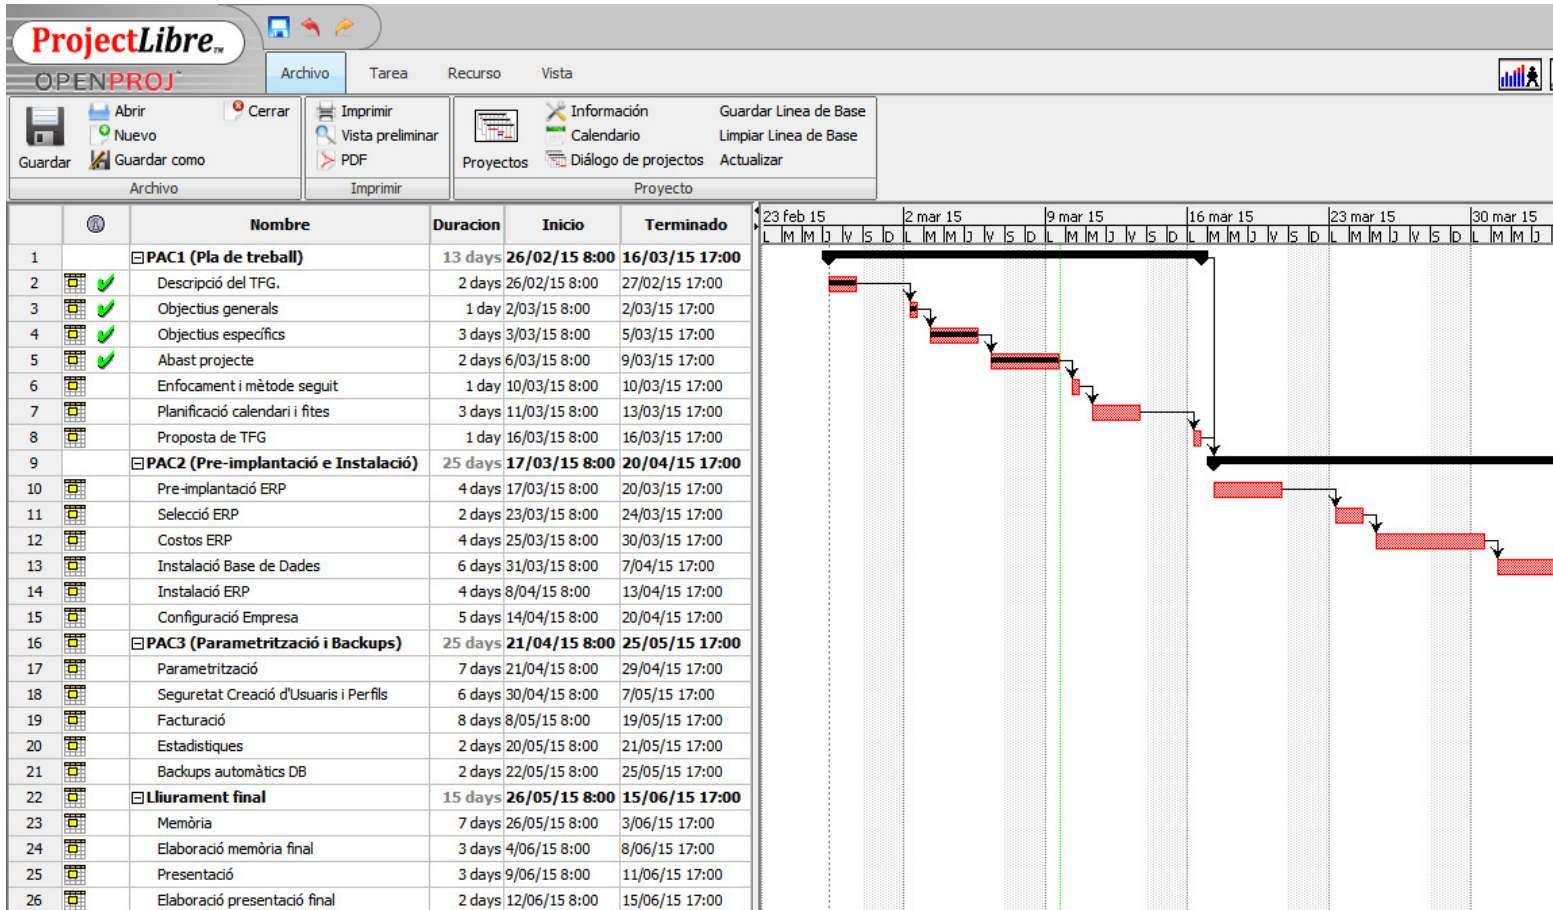 ProjectLibre™
OPENPROJ
Archivo Tarea Recurso Vista
Guardar Abrir Nuevo Guardar como Cerrar
Imprimir Vista preliminar PDF
Proyectos Información Calendario Diálogo de projectos
Guardar Linea de Base Limpiar Linea de Base Actualizar
Archivo Imprimir Proyecto
Nombre Duracion Inicio Terminado
23 feb 15 2 mar 15 9 mar 15 16 mar 15 23 mar 15 30 mar 15
L M M J V S D L M M J V S D L M M J V S D L M M J V S D L M M J V S D L M M J
1 PAC1 (Pla de treball) 13 days 26/02/15 8:00 16/03/15 17:00
2 Descripció del TFG. 2 days 26/02/15 8:00 27/02/15 17:00
3 Objectius generals 1 day 2/03/15 8:00 2/03/15 17:00
4 Objectius específics 3 days 3/03/15 8:00 5/03/15 17:00
5 Abast projecte 2 days 6/03/15 8:00 9/03/15 17:00
6 Enfocament i mètode seguit 1 day 10/03/15 8:00 10/03/15 17:00
7 Planificació calendari i fites 3 days 11/03/15 8:00 13/03/15 17:00
8 Proposta de TFG 1 day 16/03/15 8:00 16/03/15 17:00
9 PAC2 (Pre-implantació e Instalació) 25 days 17/03/15 8:00 20/04/15 17:00
10 Pre-implantació ERP 4 days 17/03/15 8:00 20/03/15 17:00
11 Selecció ERP 2 days 23/03/15 8:00 24/03/15 17:00
12 Costos ERP 4 days 25/03/15 8:00 30/03/15 17:00
13 Instalació Base de Dades 6 days 31/03/15 8:00 7/04/15 17:00
14 Instalació ERP 4 days 8/04/15 8:00 13/04/15 17:00
15 Configuració Empresa 5 days 14/04/15 8:00 20/04/15 17:00
16 PAC3 (Parametrització i Backups) 25 days 21/04/15 8:00 25/05/15 17:00
17 Parametrització 7 days 21/04/15 8:00 29/04/15 17:00
18 Seguretat Creació d'Usuaris i Perfils 6 days 30/04/15 8:00 7/05/15 17:00
19 Facturació 8 days 8/05/15 8:00 19/05/15 17:00
20 Estadistiques 2 days 20/05/15 8:00 21/05/15 17:00
21 Backups automàtics DB 2 days 22/05/15 8:00 25/05/15 17:00
22 Lliurament final 15 days 26/05/15 8:00 15/06/15 17:00
23 Memòria 7 days 26/05/15 8:00 3/06/15 17:00
24 Elaboració memòria final 3 days 4/06/15 8:00 8/06/15 17:00
25 Presentació 3 days 9/06/15 8:00 11/06/15 17:00
26 Elaboració presentació final 2 days 12/06/15 8:00 15/06/15 17:00